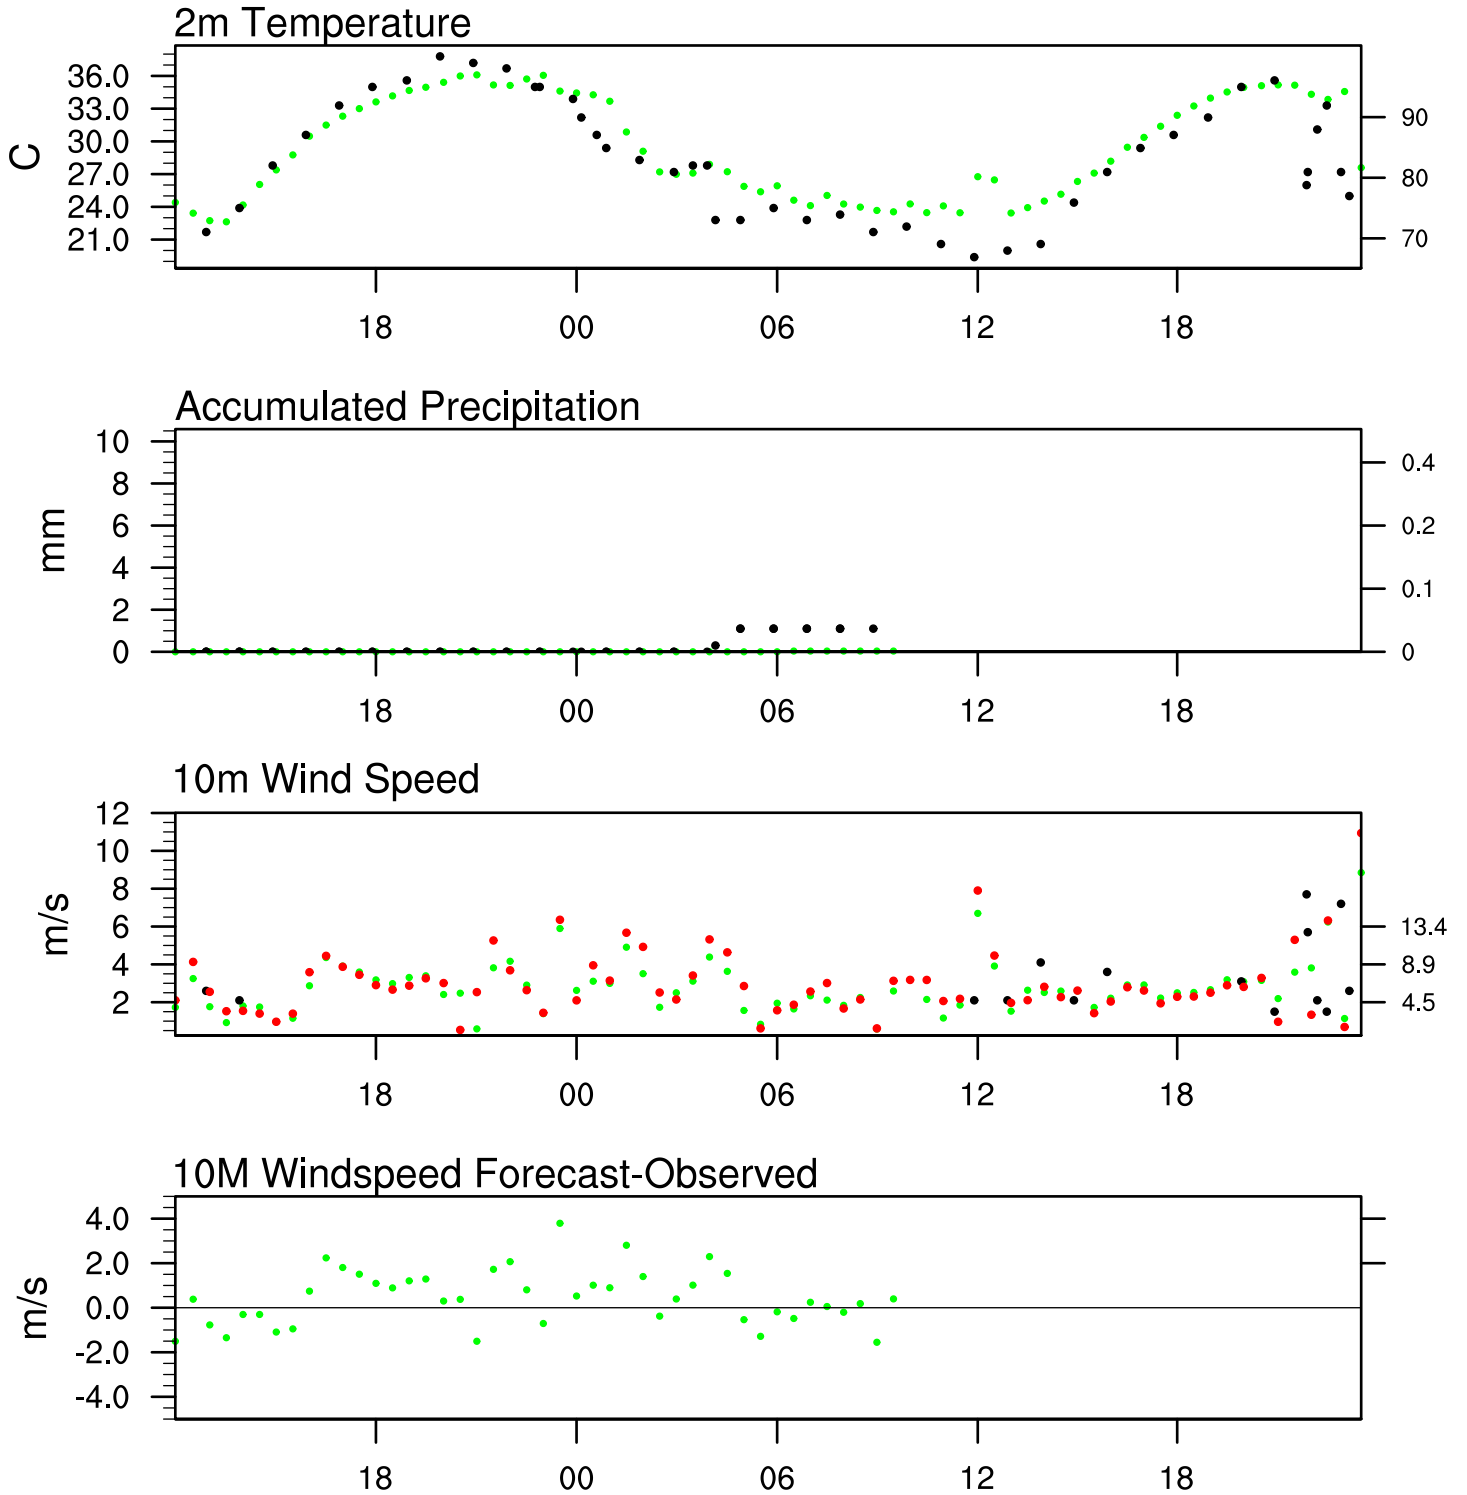 2m Temperature
36.0
33.0
30.0
27.0
24.0
21.0
C
90
80
70
18 00 06 12 18
Accumulated Precipitation
10
8
6
4
2
0
mm
0.4
0.2
0.1
0
18 00 06 12 18
10m Wind Speed
12
10
8
6
4
2
m/s
13.4
8.9
4.5
18 00 06 12 18
10M Windspeed Forecast-Observed
4.0
2.0
0.0
-2.0
-4.0
m/s
18 00 06 12 18